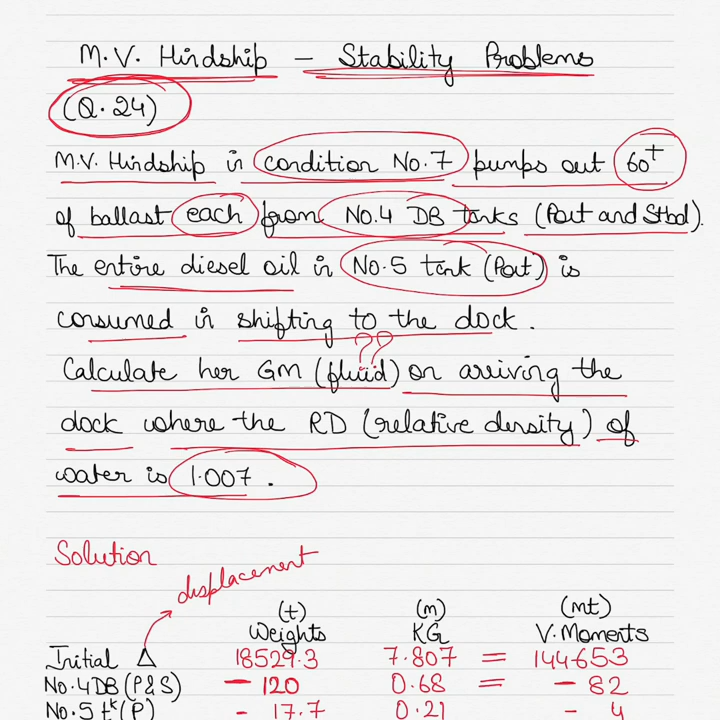 M.V. Hindship - Stability Problems
(Q.24)
M.V. Hindship in condition No.7 pumps out 60t
of ballast each from No.4 DB tanks (Port and Stbd).
The entire diesel oil in No.5 tank (Port) is
consumed in shifting to the dock.
??
Calculate her GM (fluid) on arriving the
dock where the RD (relative density) of
water is 1.007.
Solution
displacement
(t) (m) (mt)
Weights KG V.Moments
Initial Δ 18529.3 7.807 = 144653
No.4DB(P&S) - 120 0.68 = - 82
No.5 tk(P) - 17.7 0.21 - 4